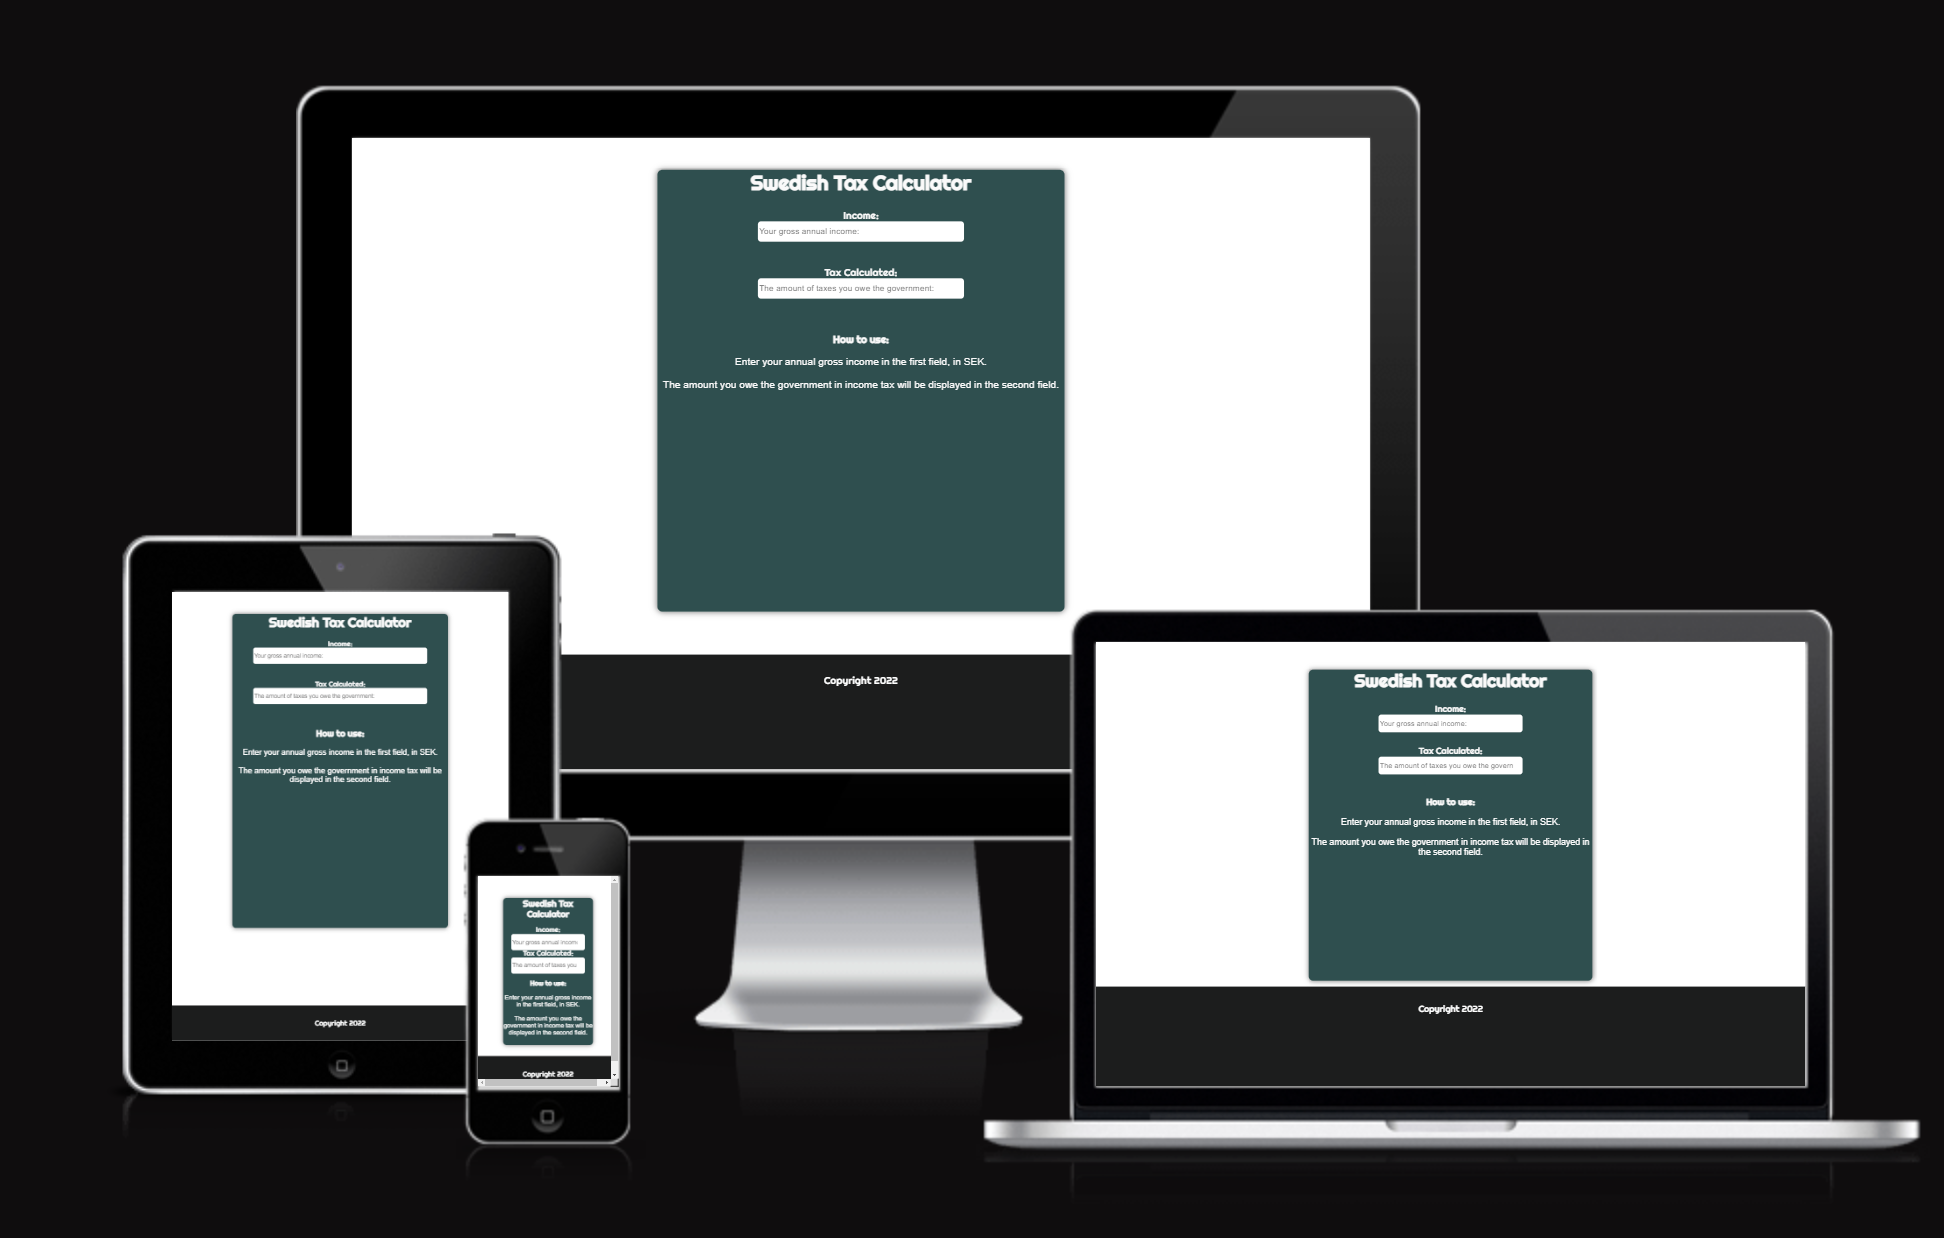 Swedish Tax Calculator
Income:
Your gross annual income:
Tax Calculated:
The amount of taxes you owe the government:
How to use:
Enter your annual gross income in the first field, in SEK.
The amount you owe the government in income tax will be displayed in the second field.
Copyright 2022
Swedish Tax Calculator
Income:
Your gross annual income:
Tax Calculated:
The amount of taxes you owe the government:
How to use:
Enter your annual gross income in the first field, in SEK.
The amount you owe the government in income tax will be
displayed in the second field.
Copyright 2022
Swedish Tax
Calculator
Income:
Your gross annual incom
Tax Calculated:
The amount of taxes you
How to use:
Enter your annual gross income
in the first field, in SEK.
The amount you owe the
government in income tax will be
displayed in the second field.
Copyright 2022
Swedish Tax Calculator
Income:
Your gross annual income:
Tax Calculated:
The amount of taxes you owe the govern
How to use:
Enter your annual gross income in the first field, in SEK.
The amount you owe the government in income tax will be displayed in
the second field.
Copyright 2022